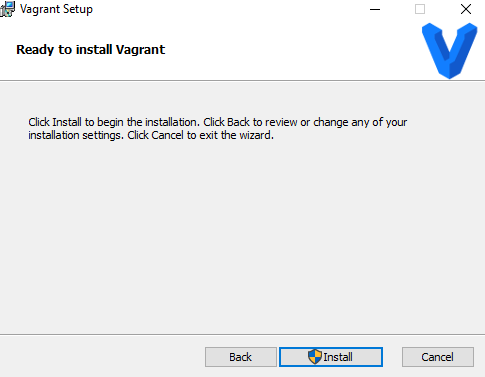 Vagrant Setup
Ready to install Vagrant
Click Install to begin the installation. Click Back to review or change any of your
installation settings. Click Cancel to exit the wizard.
Back
Install
Cancel